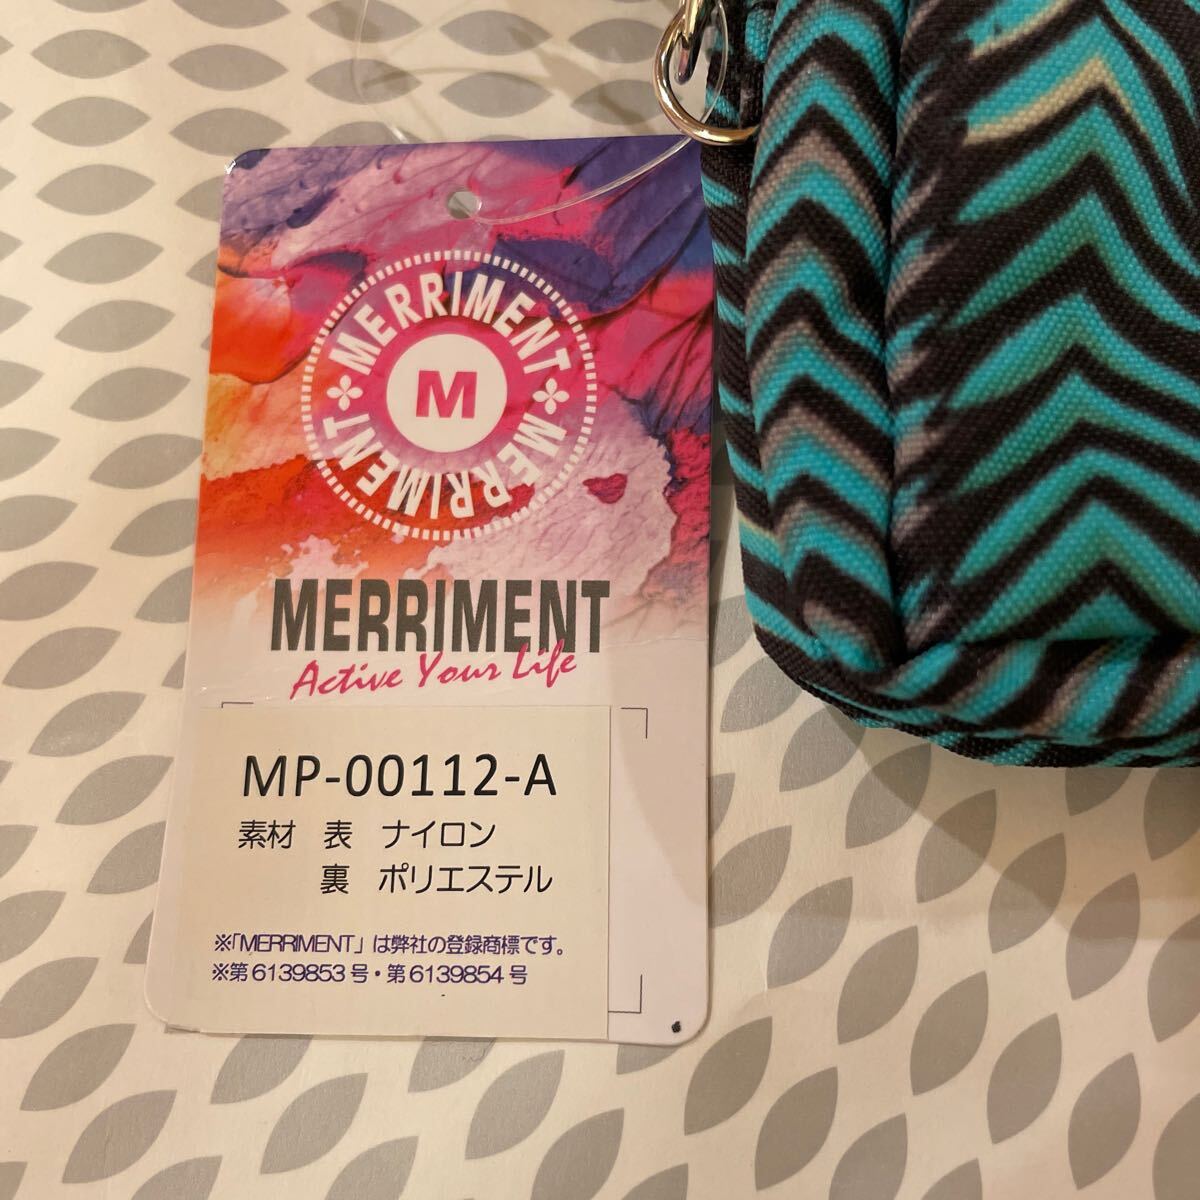 MERRIMENT
MERRIMENT
MERRIMENT
M
MERRIMENT
Active Your Life
MP-00112-A
素材 表 ナイロン
裏 ポリエステル
※「MERRIMENT」は弊社の登録商標です。
※第6139853号・第6139854号